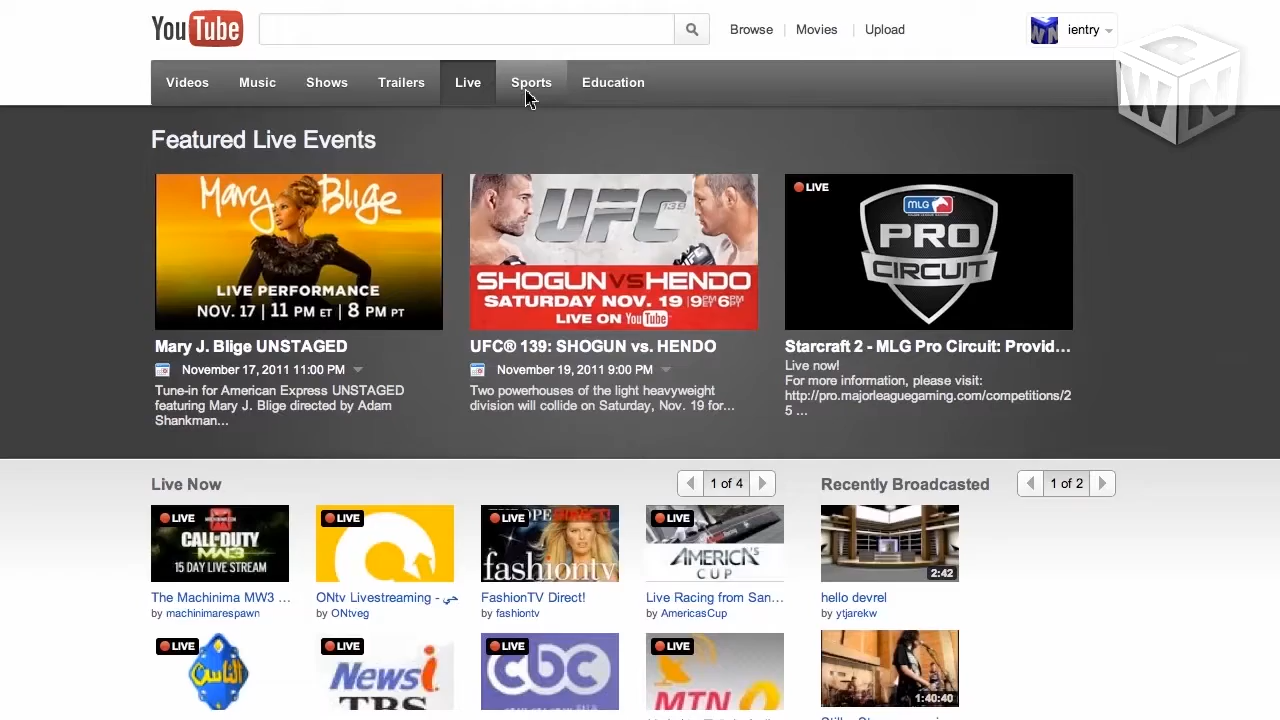 YouTube
Browse
Movies
Upload
ientry
WN
Videos
Music
Shows
Trailers
Live
Sports
Education
Featured Live Events
Mary J Blige
LIVE PERFORMANCE
NOV. 17 | 11 PM ET | 8 PM PT
UFC 139
SHOGUN VS HENDO
SATURDAY NOV. 19 | 9PM ET 6PM PT
LIVE ON YouTube
LIVE
MLG
PRO
CIRCUIT
Mary J. Blige UNSTAGED
November 17, 2011 11:00 PM
Tune-in for American Express UNSTAGED
featuring Mary J. Blige directed by Adam
Shankman...
UFC® 139: SHOGUN vs. HENDO
November 19, 2011 9:00 PM
Two powerhouses of the light heavyweight
division will collide on Saturday, Nov. 19 for...
Starcraft 2 - MLG Pro Circuit: Provid...
Live now!
For more information, please visit:
http://pro.majorleaguegaming.com/competitions/2
5 ...
Live Now
1 of 4
Recently Broadcasted
1 of 2
LIVE
CALL OF DUTY
MW3
15 DAY LIVE STREAM
LIVE
LIVE
fashiontv
LIVE
AMERICA'S
CUP
2:42
The Machinima MW3 ...
by machinimarespawn
ONtv Livestreaming - حي
by ONtveg
FashionTV Direct!
by fashiontv
Live Racing from San...
by AmericasCup
hello devrel
by ytjarekw
LIVE
الناس
LIVE
News i
TBS
LIVE
cbc
LIVE
MTN
1:40:40